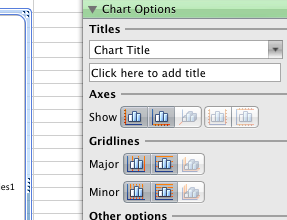 Chart Options
Titles
Chart Title
Click here to add title
Axes
Show
Gridlines
Major
es1
Minor
Other options